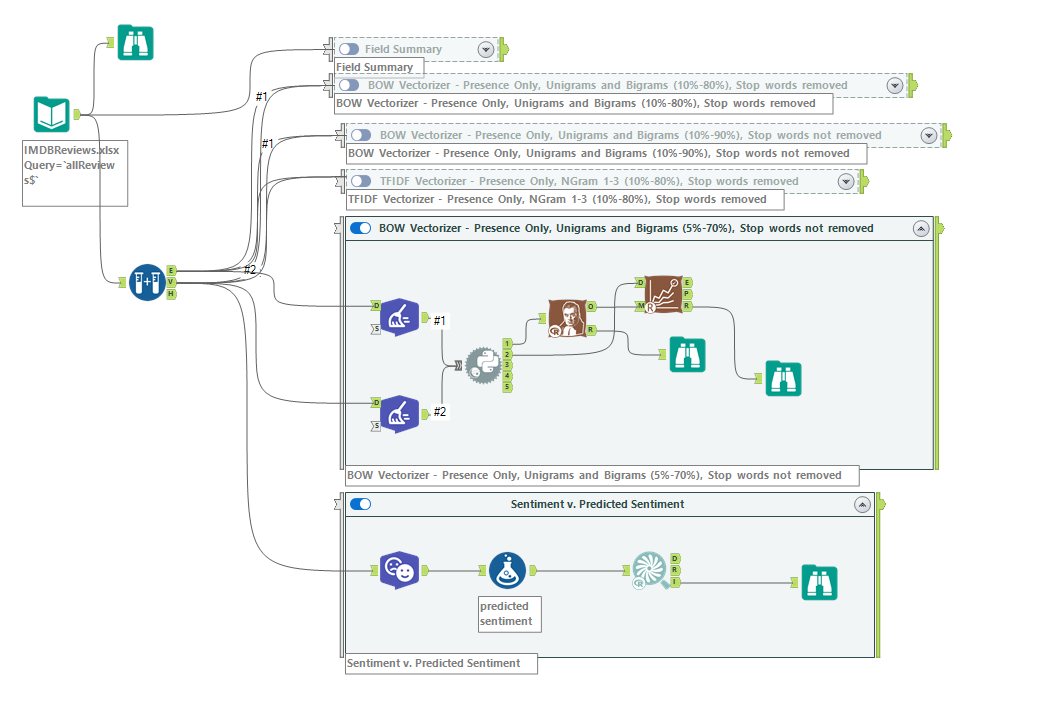 Field Summary
Field Summary
BOW Vectorizer - Presence Only, Unigrams and Bigrams (10%-80%), Stop words removed
#1
BOW Vectorizer - Presence Only, Unigrams and Bigrams (10%-80%), Stop words removed
BOW Vectorizer - Presence Only, Unigrams and Bigrams (10%-90%), Stop words not removed
#1
IMDBReviews.xlsx
Query=`allReview
s$`
BOW Vectorizer - Presence Only, Unigrams and Bigrams (10%-90%), Stop words not removed
TFIDF Vectorizer - Presence Only, NGram 1-3 (10%-80%), Stop words removed
TFIDF Vectorizer - Presence Only, NGram 1-3 (10%-80%), Stop words removed
BOW Vectorizer - Presence Only, Unigrams and Bigrams (5%-70%), Stop words not removed
#2
E
V
H
D
S
#1
D
M
E
P
R
O
R
R
R
1
2
3
4
5
D
S
#2
BOW Vectorizer - Presence Only, Unigrams and Bigrams (5%-70%), Stop words not removed
Sentiment v. Predicted Sentiment
D
R
I
R
predicted
sentiment
Sentiment v. Predicted Sentiment